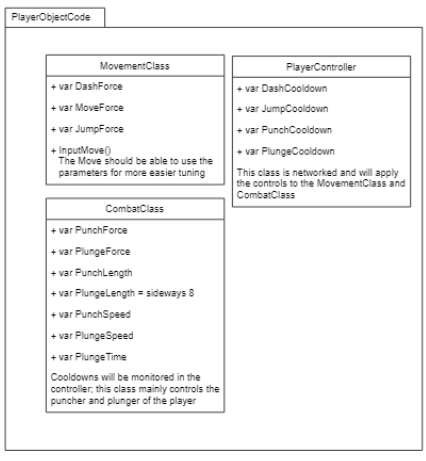 PlayerObjectCode
MovementClass
+ var DashForce
+ var MoveForce
+ var JumpForce
+ InputMove()
The Move should be able to use the
parameters for more easier tuning
PlayerController
+ var DashCooldown
+ var JumpCooldown
+ var PunchCooldown
+ var PlungeCooldown
This class is networked and will apply
the controls to the MovementClass and
CombatClass
CombatClass
+ var PunchForce
+ var PlungeForce
+ var PunchLength
+ var PlungeLength = sideways 8
+ var PunchSpeed
+ var PlungeSpeed
+ var PlungeTime
Cooldowns will be monitored in the
controller; this class mainly controls the
puncher and plunger of the player